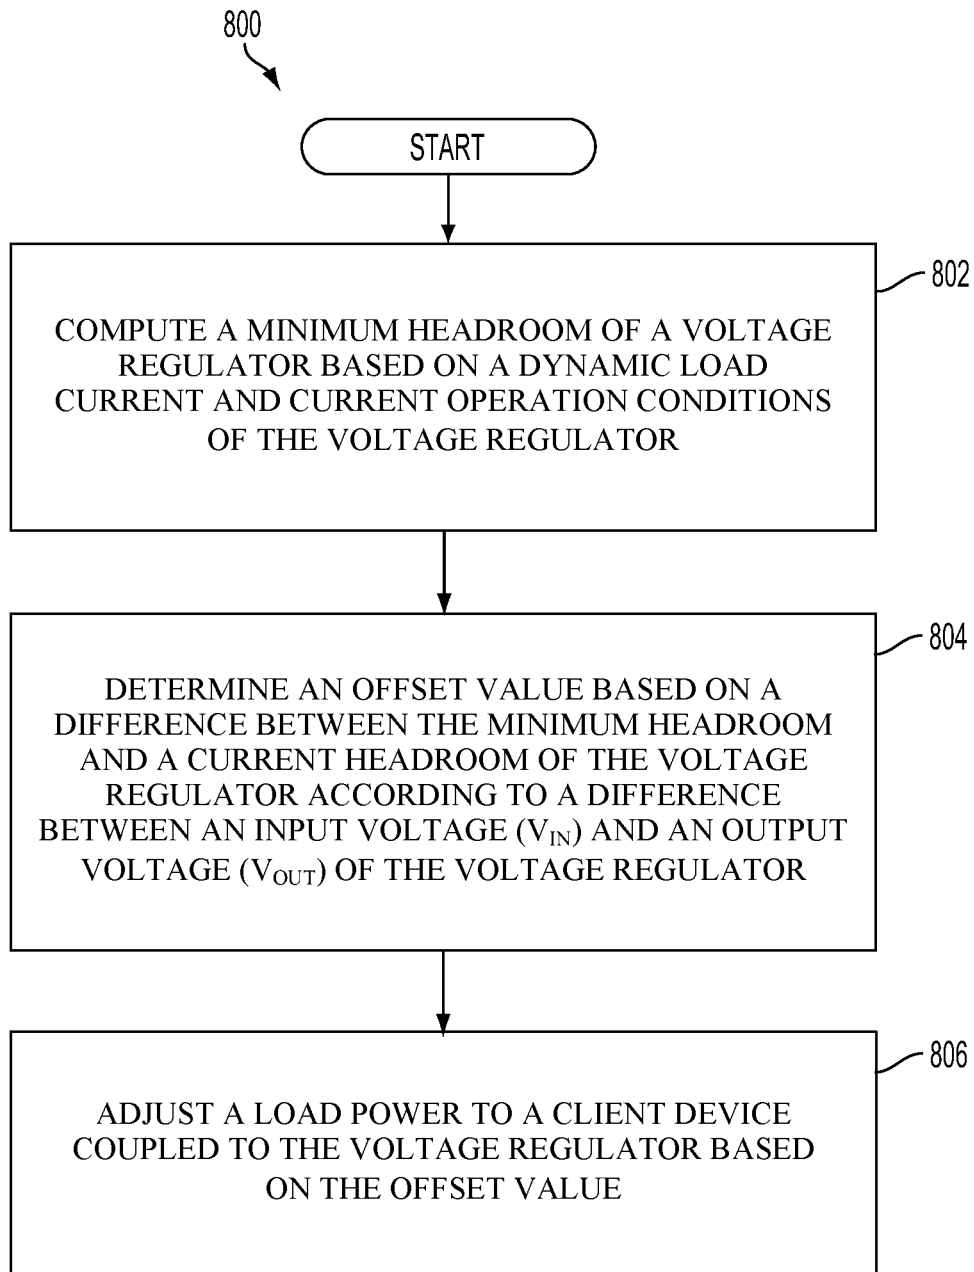 800
START
802
COMPUTE A MINIMUM HEADROOM OF A VOLTAGE
REGULATOR BASED ON A DYNAMIC LOAD
CURRENT AND CURRENT OPERATION CONDITIONS
OF THE VOLTAGE REGULATOR
804
DETERMINE AN OFFSET VALUE BASED ON A
DIFFERENCE BETWEEN THE MINIMUM HEADROOM
AND A CURRENT HEADROOM OF THE VOLTAGE
REGULATOR ACCORDING TO A DIFFERENCE
BETWEEN AN INPUT VOLTAGE (VIN) AND AN OUTPUT
VOLTAGE (VOUT) OF THE VOLTAGE REGULATOR
806
ADJUST A LOAD POWER TO A CLIENT DEVICE
COUPLED TO THE VOLTAGE REGULATOR BASED
ON THE OFFSET VALUE